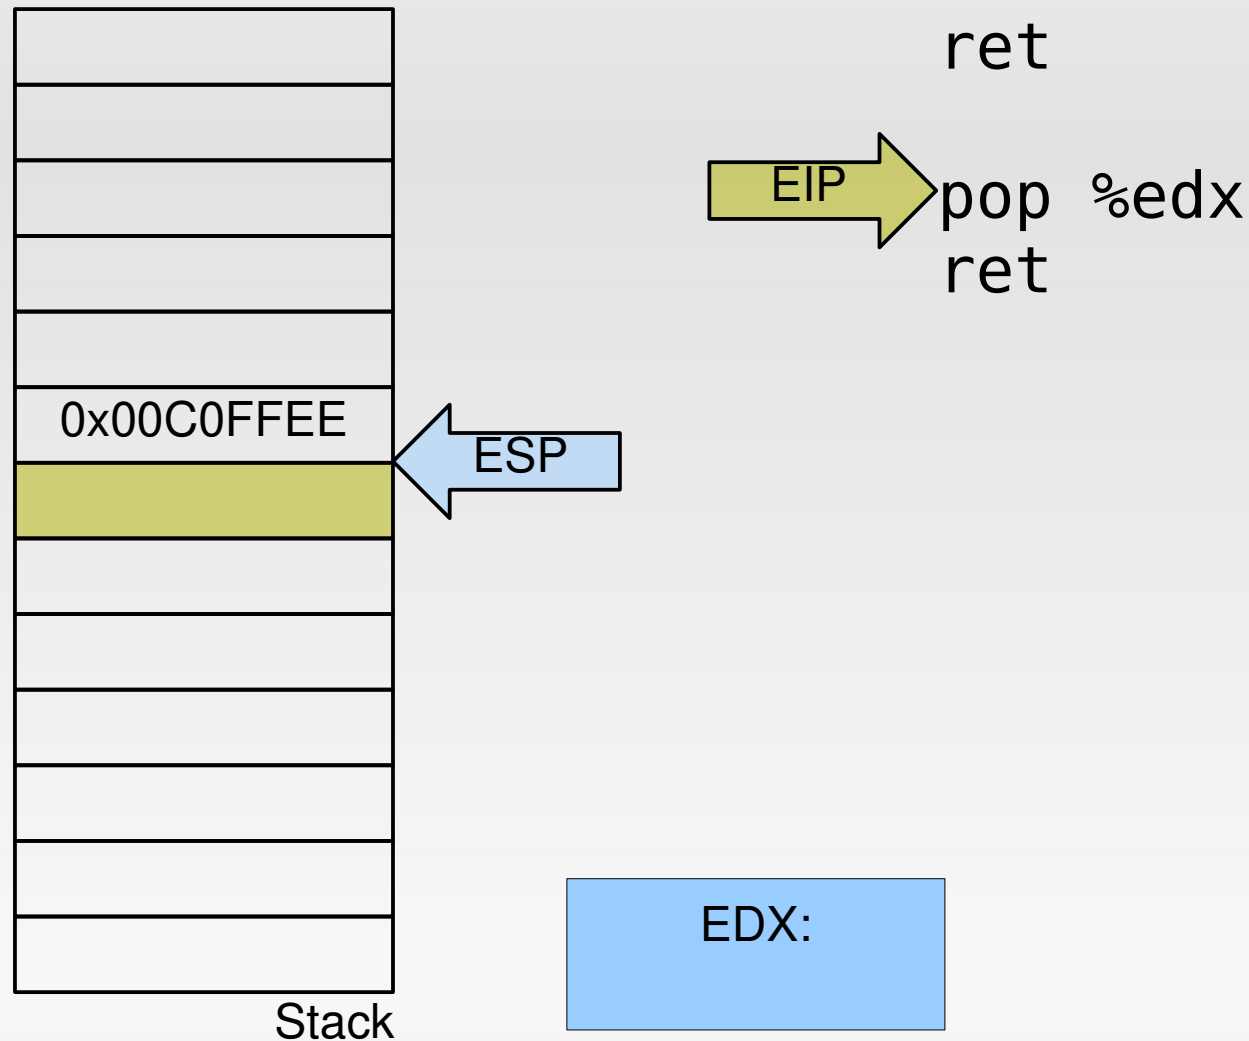 ret
EIP
pop %edx
ret
0x00C0FFEE
ESP
EDX:
Stack